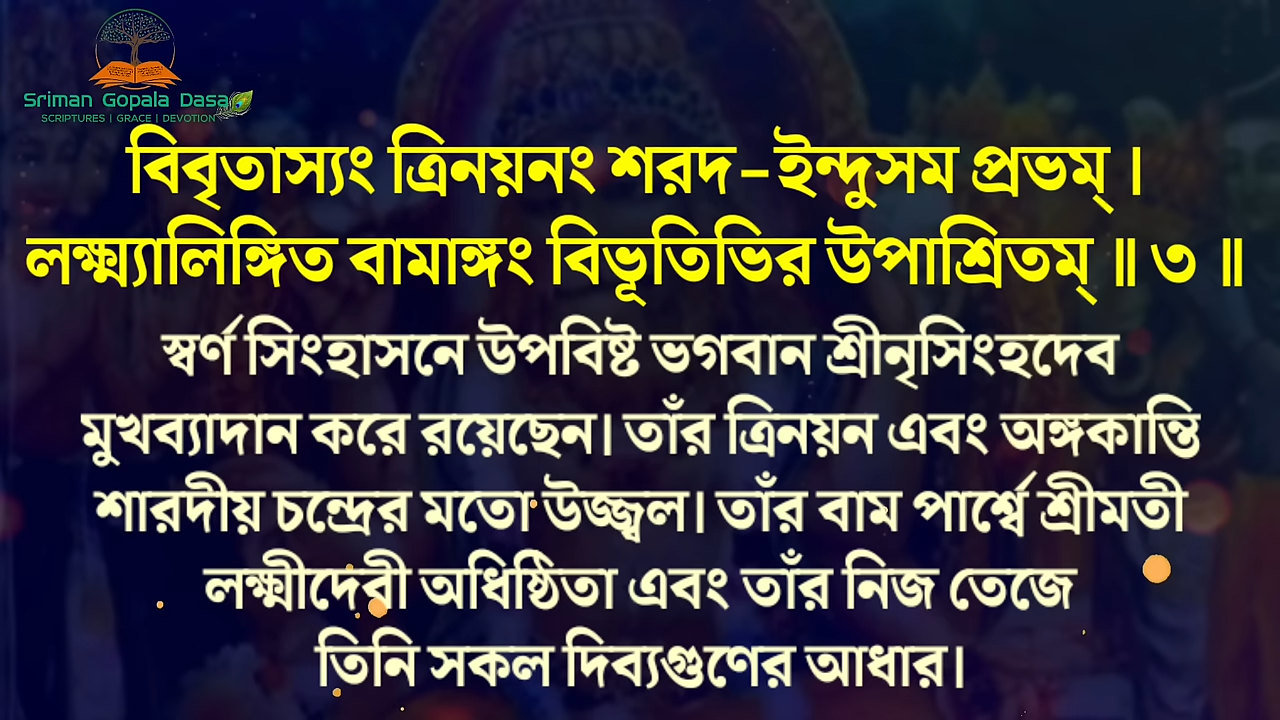 Sriman Gopala Dasa
SCRIPTURES | GRACE | DEVOTION
বিবৃতাস্যং ত্রিনয়নং শরদ-ইন্দুসম প্রভম্ ।
লক্ষ্ম্যালিঙ্গিত বামাঙ্গং বিভূতিভির উপাশ্রিতম্ ॥ ৩ ॥
স্বর্ণ সিংহাসনে উপবিষ্ট ভগবান শ্রীনৃসিংহদেব
মুখব্যাদান করে রয়েছেন। তাঁর ত্রিনয়ন এবং অঙ্গকান্তি
শারদীয় চন্দ্রের মতো উজ্জ্বল। তাঁর বাম পার্শ্বে শ্রীমতী
লক্ষ্মীদেবী অধিষ্ঠিতা এবং তাঁর নিজ তেজে
তিনি সকল দিব্যগুণের আধার।